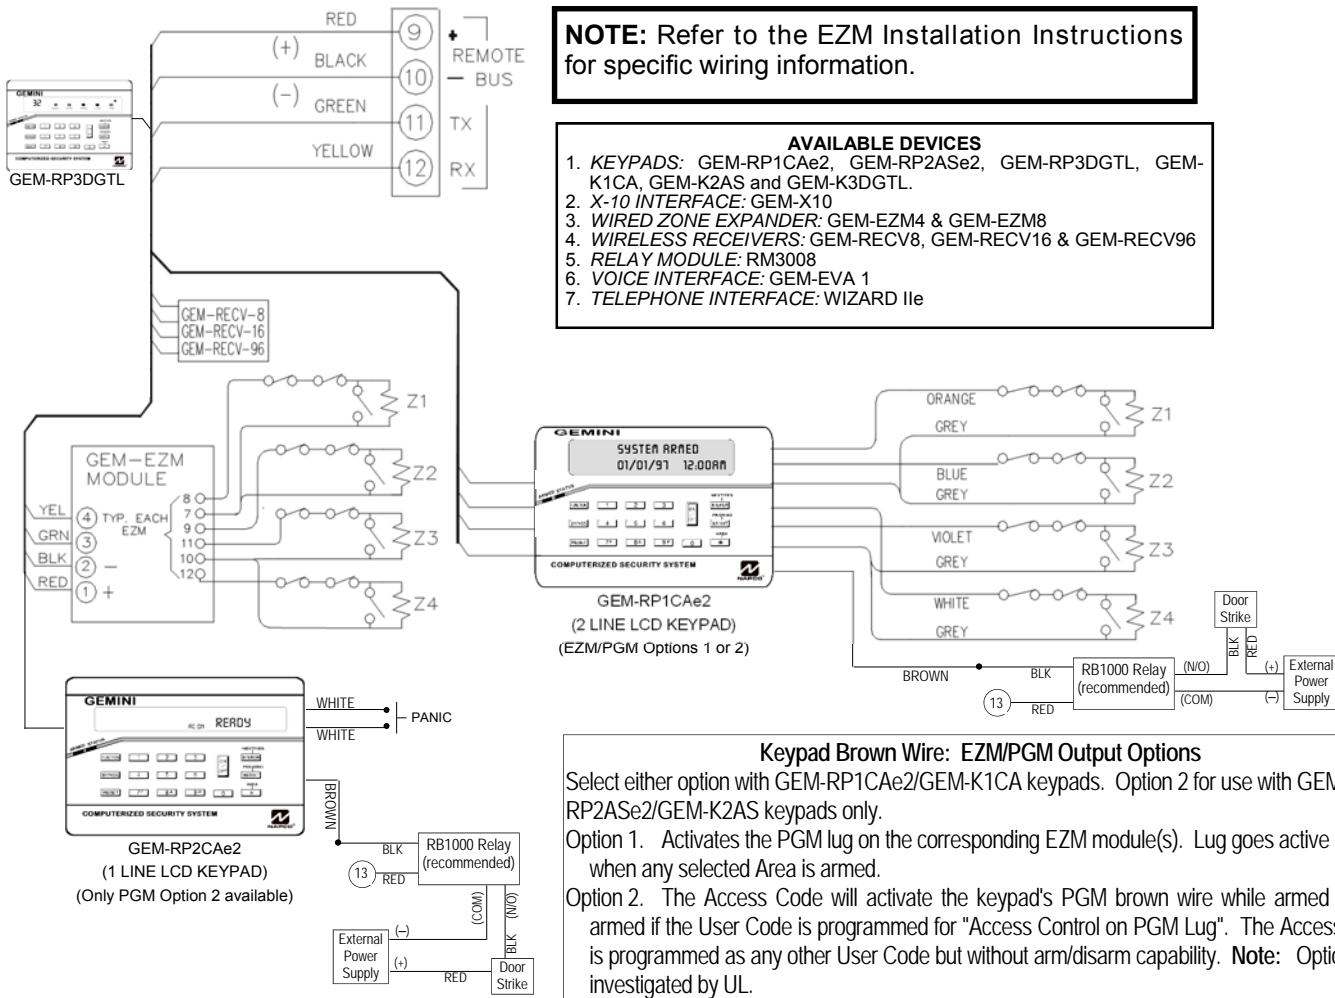 RED
(+)
BLACK
(-)
GREEN
YELLOW
9
10
11
12
+
REMOTE
— BUS
TX
RX
NOTE: Refer to the EZM Installation Instructions
for specific wiring information.
GEMINI
32
COMPUTERIZED SECURITY SYSTEM
GEM-RP3DGTL
AVAILABLE DEVICES
1. KEYPADS: GEM-RP1CAe2, GEM-RP2ASe2, GEM-RP3DGTL, GEM-
K1CA, GEM-K2AS and GEM-K3DGTL.
2. X-10 INTERFACE: GEM-X10
3. WIRED ZONE EXPANDER: GEM-EZM4 & GEM-EZM8
4. WIRELESS RECEIVERS: GEM-RECV8, GEM-RECV16 & GEM-RECV96
5. RELAY MODULE: RM3008
6. VOICE INTERFACE: GEM-EVA 1
7. TELEPHONE INTERFACE: WIZARD IIe
GEM-RECV-8
GEM-RECV-16
GEM-RECV-96
GEM-EZM
MODULE
TYP. EACH
EZM
YEL
GRN
BLK
RED
4
3
2 —
1 +
8
7
9
11
10
12
Z1
Z2
Z3
Z4
GEMINI
SYSTEM ARMED
01/01/97 12:00AM
ARMED STATUS
COMPUTERIZED SECURITY SYSTEM
NAPCO
GEM-RP1CAe2
(2 LINE LCD KEYPAD)
(EZM/PGM Options 1 or 2)
ORANGE
GREY
Z1
BLUE
GREY
Z2
VIOLET
GREY
Z3
WHITE
GREY
Z4
BROWN
BLK
13
RED
RB1000 Relay
(recommended)
(N/O)
(COM)
Door
Strike
BLK
RED
(+)
(–)
External
Power
Supply
GEMINI
AC ON READY
ARMED STATUS
COMPUTERIZED SECURITY SYSTEM
NAPCO
WHITE
WHITE
PANIC
BROWN
GEM-RP2CAe2
(1 LINE LCD KEYPAD)
(Only PGM Option 2 available)
BLK
13
RED
RB1000 Relay
(recommended)
(COM)
(N/O)
BLK
External
Power
Supply
(–)
(+)
RED
Door
Strike
Keypad Brown Wire: EZM/PGM Output Options
Select either option with GEM-RP1CAe2/GEM-K1CA keypads. Option 2 for use with GEM
RP2ASe2/GEM-K2AS keypads only.
Option 1. Activates the PGM lug on the corresponding EZM module(s). Lug goes active
when any selected Area is armed.
Option 2. The Access Code will activate the keypad's PGM brown wire while armed
armed if the User Code is programmed for "Access Control on PGM Lug". The Access
is programmed as any other User Code but without arm/disarm capability. Note: Optio
investigated by UL.